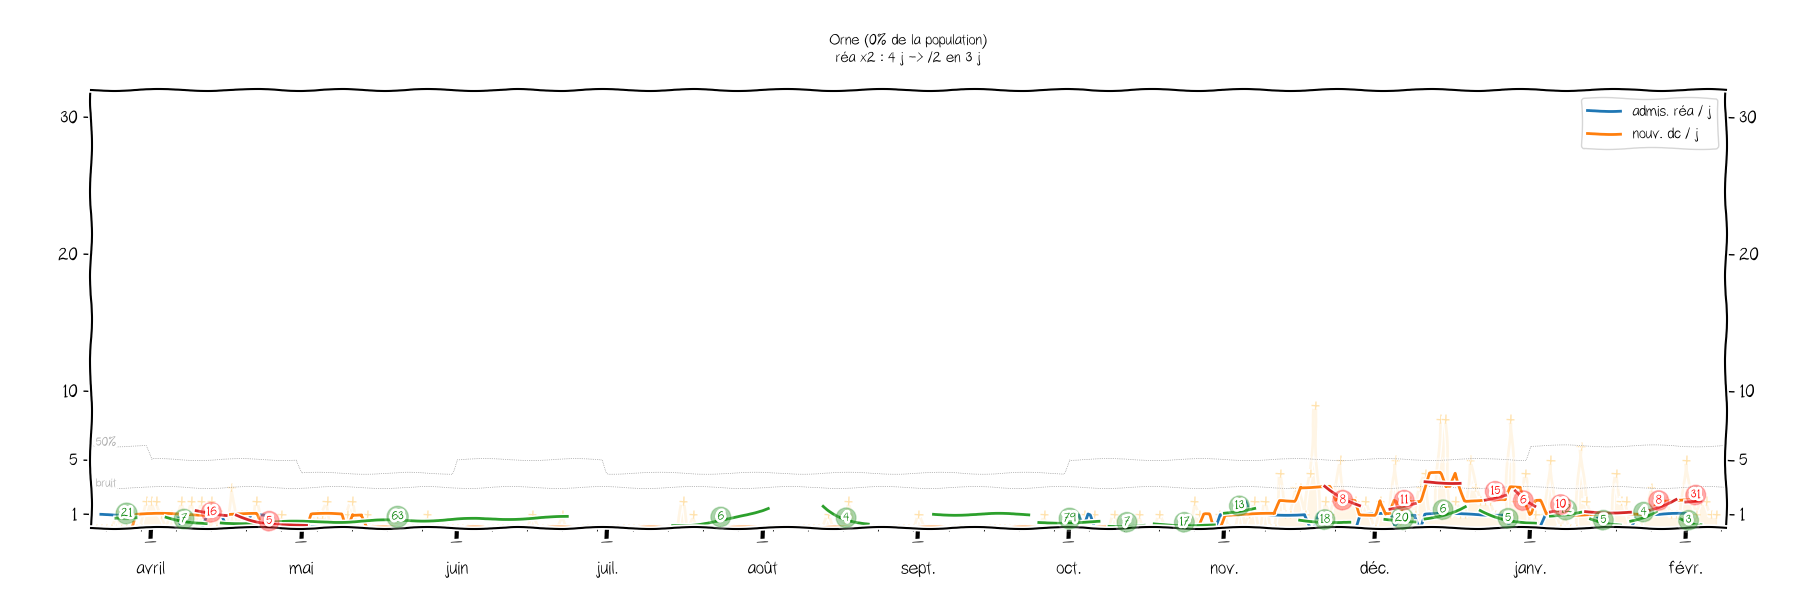 Orne (0% de la population)
réa x2 : 4 j -> /2 en 3 j
30
20
10
5
1
30
20
10
5
1
admis. réa / j
nouv. dc / j
50%
bruit
21
7
16
5
63
6
4
79
7
17
13
18
8
11
20
6
15
5
6
10
5
4
8
31
3
avril
mai
juin
juil.
août
sept.
oct.
nov.
déc.
janv.
févr.